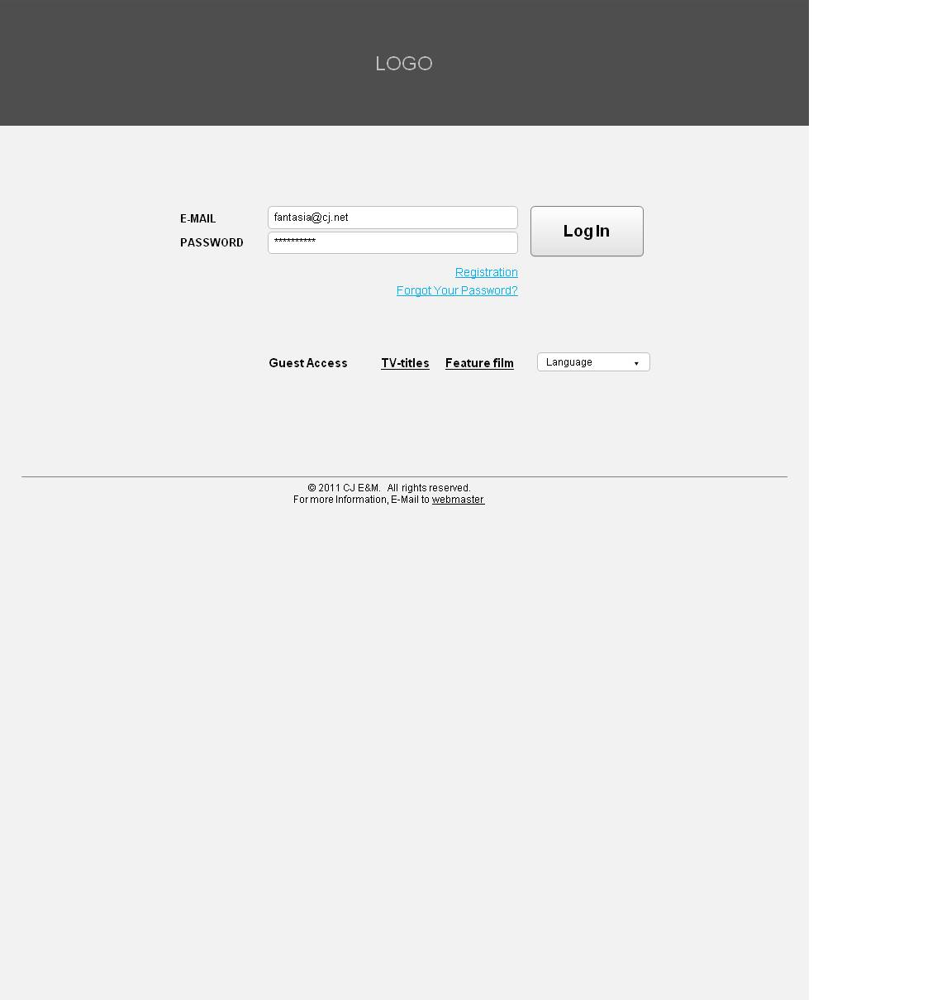 LOGO
E-MAIL
fantasia@cj.net
Log In
PASSWORD
**********
Registration
Forgot Your Password?
Guest Access
TV-titles
Feature film
Language
© 2011 CJ E&M. All rights reserved.
For more Information, E-Mail to webmaster